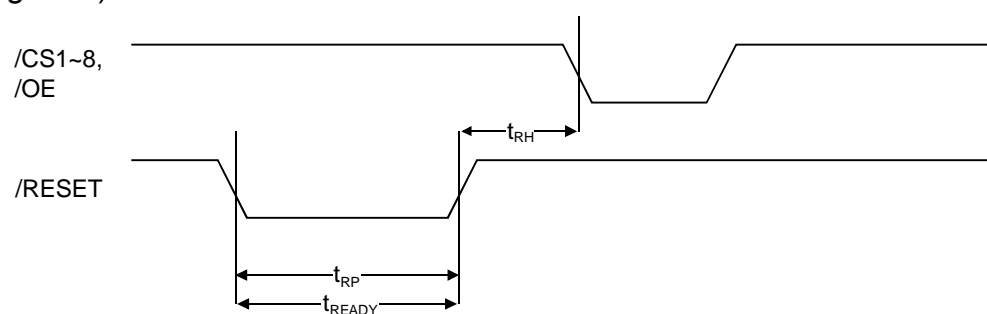 /CS1~8,
/OE
tRH
/RESET
tRP
tREADY